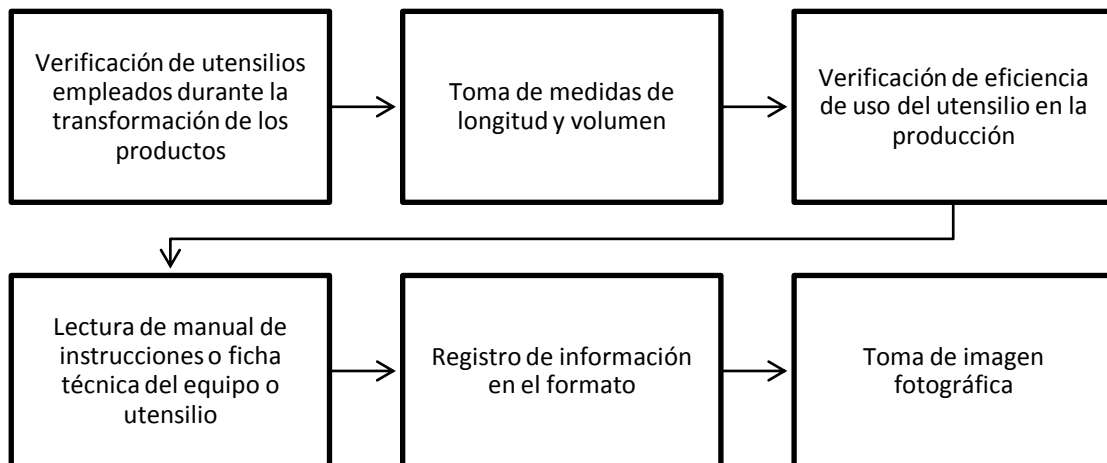 Verificación de utensilios
empleados durante la
transformación de los
productos
Toma de medidas de
longitud y volumen
Verificación de eficiencia
de uso del utensilio en la
producción
Lectura de manual de
instrucciones o ficha
técnica del equipo o
utensilio
Registro de información
en el formato
Toma de imagen
fotográfica